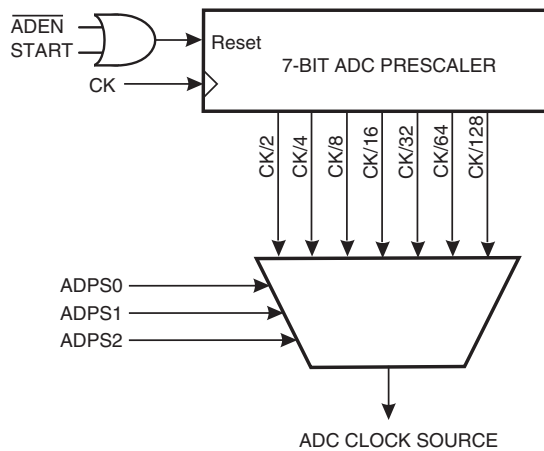 ADEN
START
Reset
7-BIT ADC PRESCALER
CK
CK/2
CK/4
CK/8
CK/16
CK/32
CK/64
CK/128
ADPS0
ADPS1
ADPS2
ADC CLOCK SOURCE